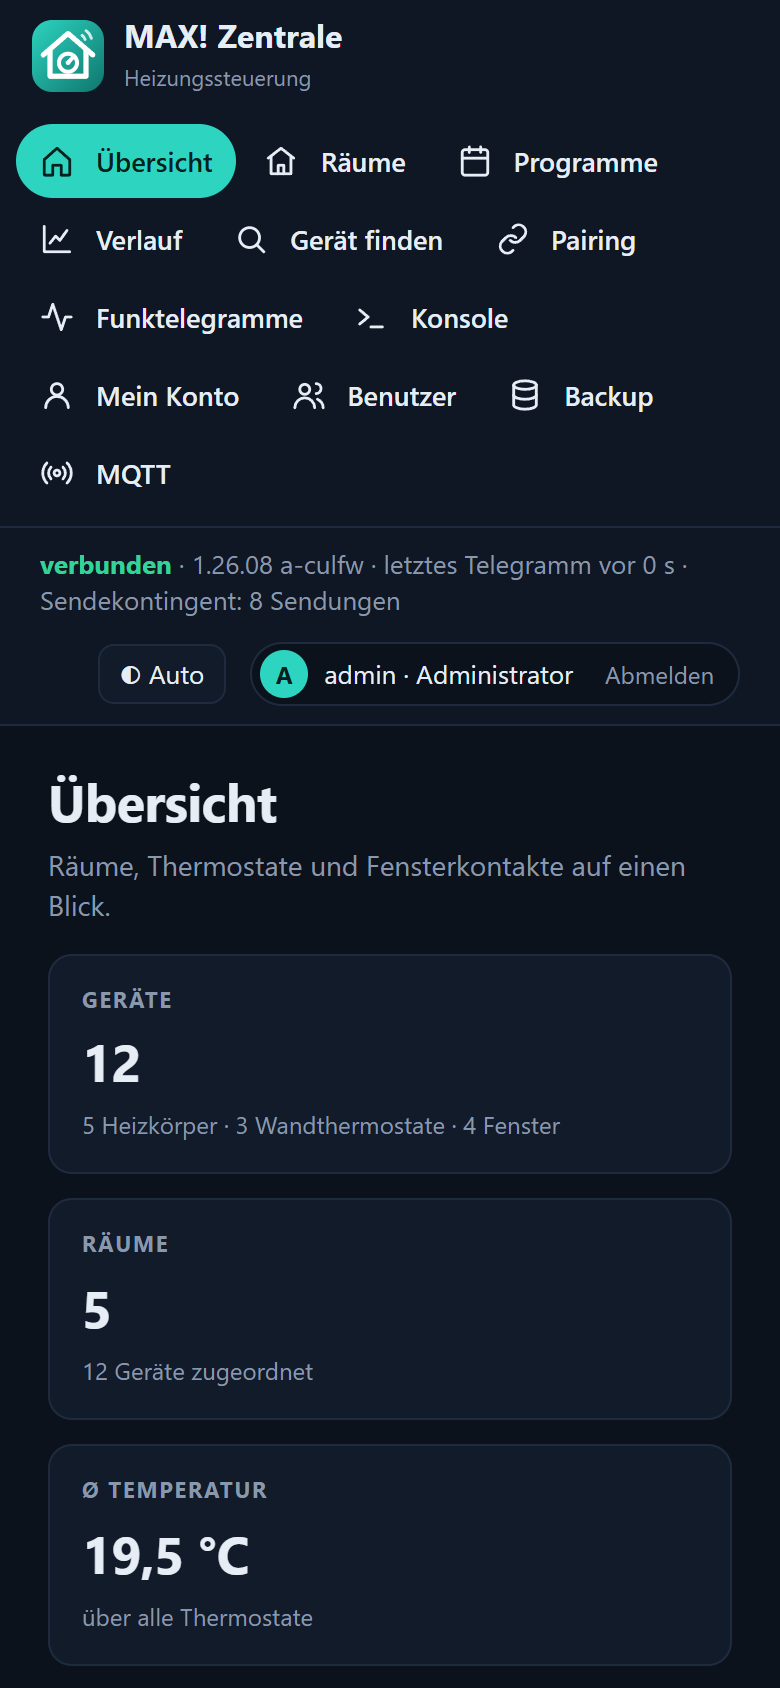 MAX! Zentrale
Heizungssteuerung
Übersicht Räume Programme
Verlauf Gerät finden Pairing
Funktelegramme Konsole
Mein Konto Benutzer Backup
MQTT
verbunden · 1.26.08 a-culfw · letztes Telegramm vor 0 s ·
Sendekontingent: 8 Sendungen
Auto A admin · Administrator Abmelden
Übersicht
Räume, Thermostate und Fensterkontakte auf einen
Blick.
GERÄTE
12
5 Heizkörper · 3 Wandthermostate · 4 Fenster
RÄUME
5
12 Geräte zugeordnet
Ø TEMPERATUR
19,5 °C
über alle Thermostate